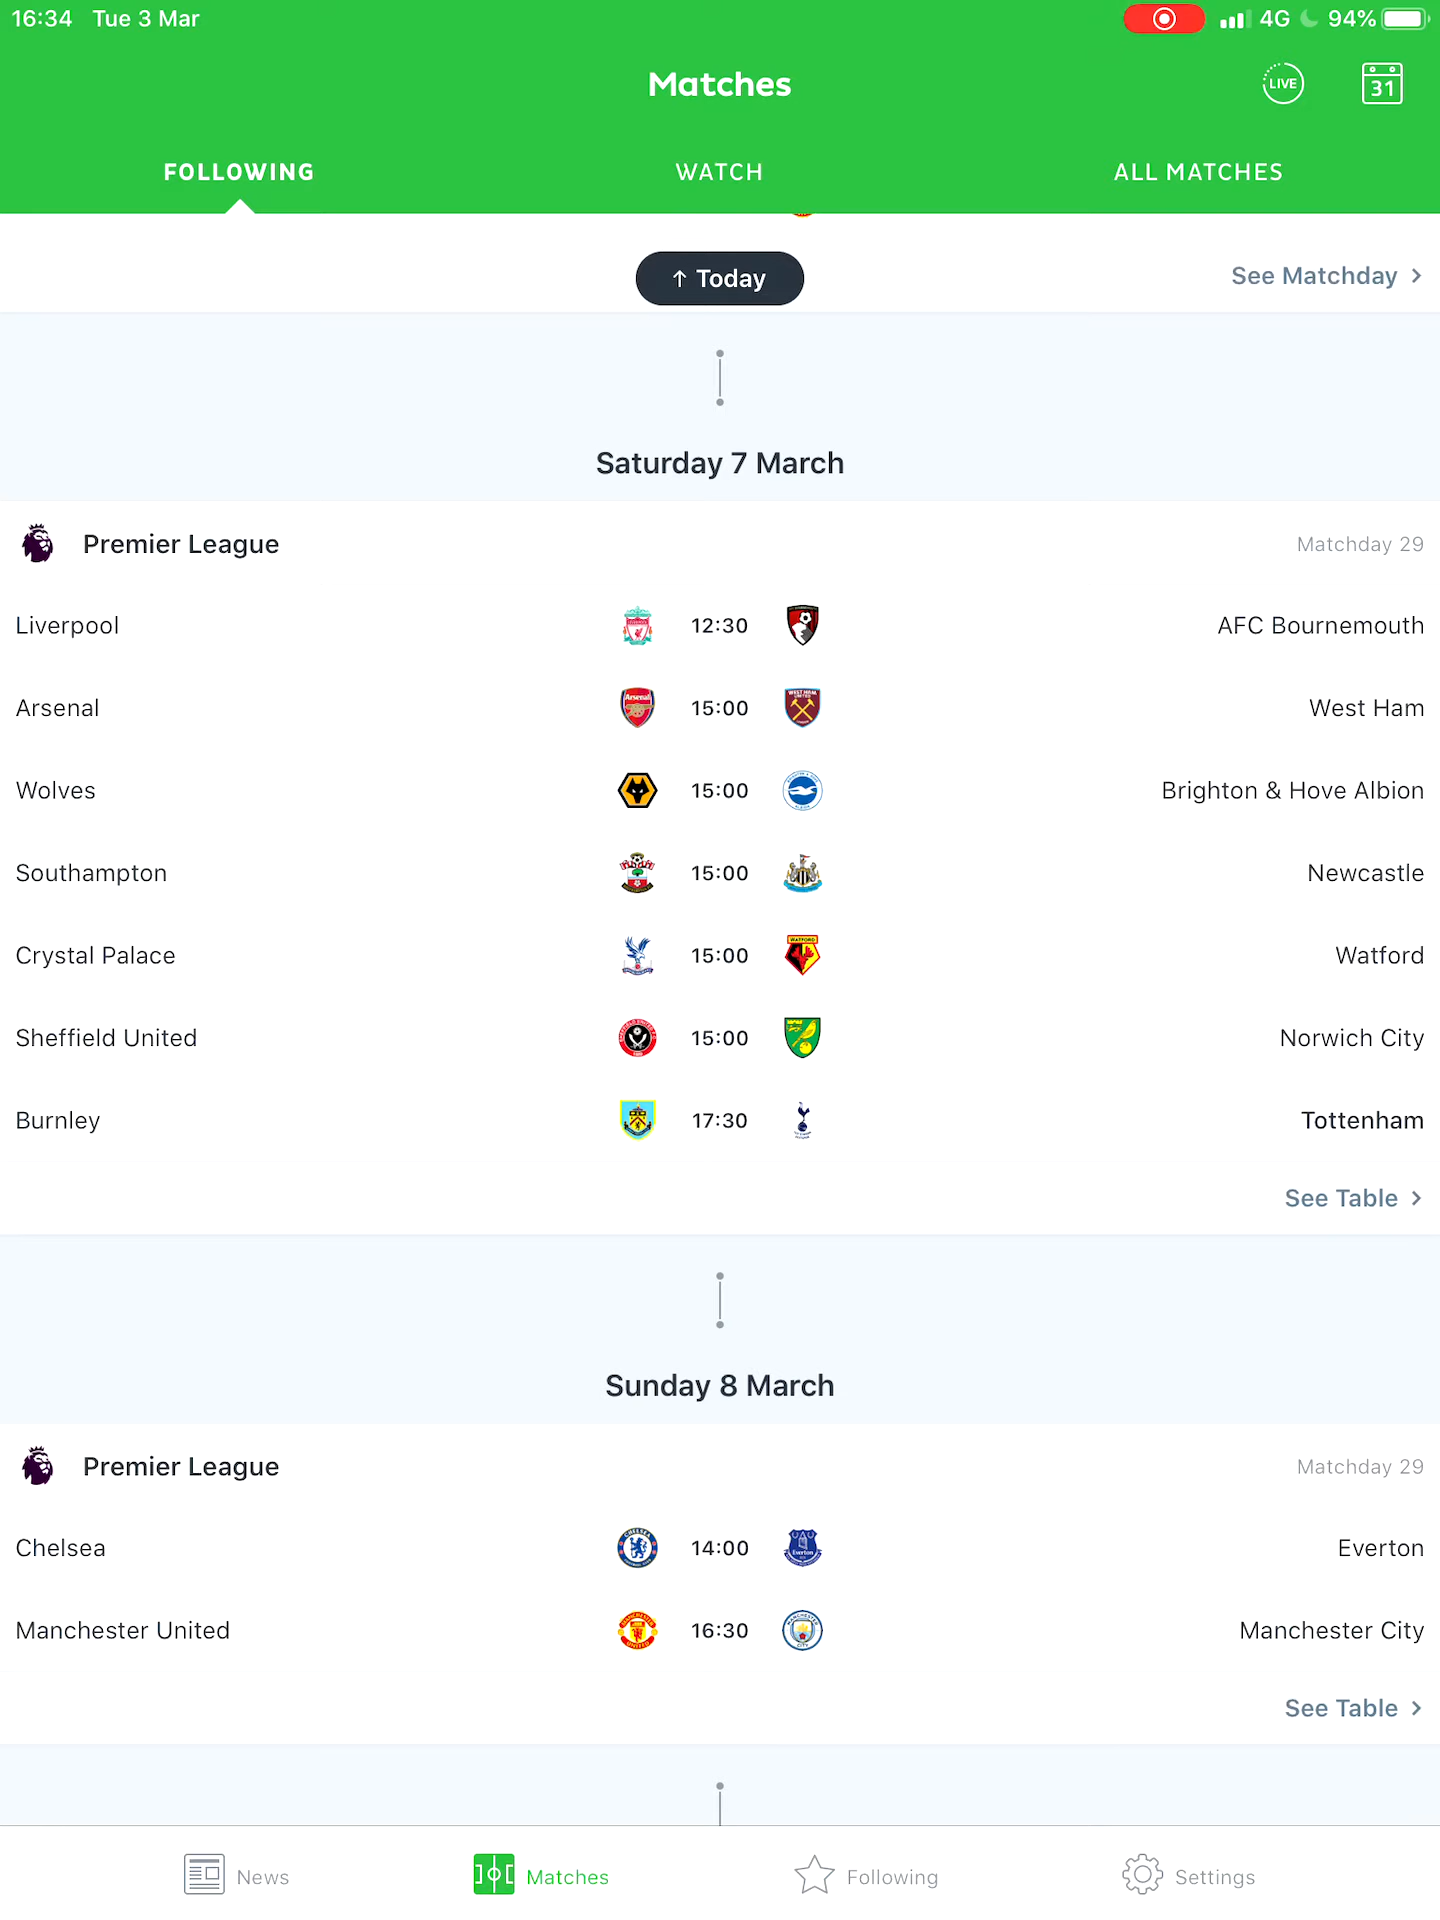 16:34 Tue 3 Mar 4G 94%
Matches
LIVE
31
FOLLOWING WATCH ALL MATCHES
↑ Today
See Matchday >
Saturday 7 March
Premier League Matchday 29
Liverpool 12:30 AFC Bournemouth
Arsenal 15:00 West Ham
Wolves 15:00 Brighton & Hove Albion
Southampton 15:00 Newcastle
Crystal Palace 15:00 Watford
Sheffield United 15:00 Norwich City
Burnley 17:30 Tottenham
See Table >
Sunday 8 March
Premier League Matchday 29
Chelsea 14:00 Everton
Manchester United 16:30 Manchester City
See Table >
News Matches Following Settings